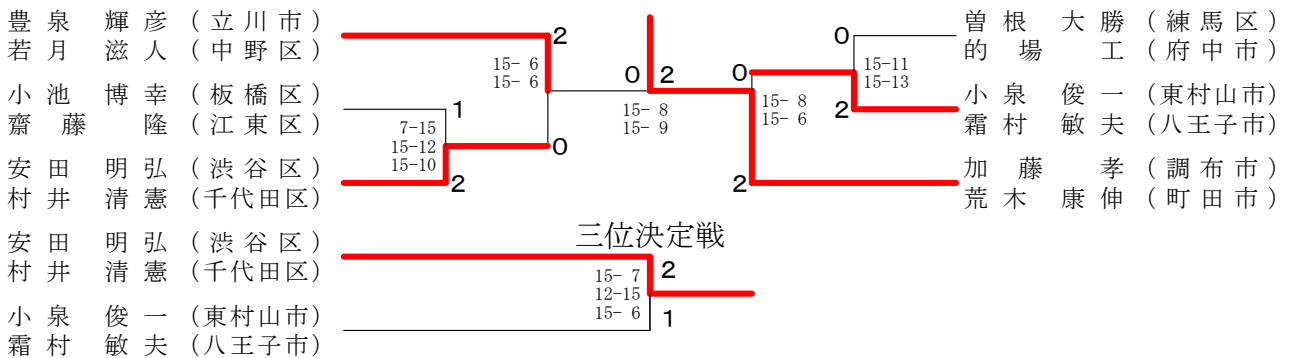 豊泉 輝彦 (立川市)
若月 滋人 (中野区)
2
15- 6
15- 6
小池 博幸 (板橋区)
齋藤 隆 (江東区)
1
7-15
15-12
15-10
0
安田 明弘 (渋谷区)
村井 清憲 (千代田区)
2
0 2
15- 8
15- 9
曽根 大勝 (練馬区)
的場 工 (府中市)
0
15-11
15-13
0
15- 8
15- 6
2
小泉 俊一 (東村山市)
霜村 敏夫 (八王子市)
加藤 孝 (調布市)
荒木 康伸 (町田市)
2
三位決定戦
安田 明弘 (渋谷区)
村井 清憲 (千代田区)
15- 7
12-15
15- 6
2
1
小泉 俊一 (東村山市)
霜村 敏夫 (八王子市)